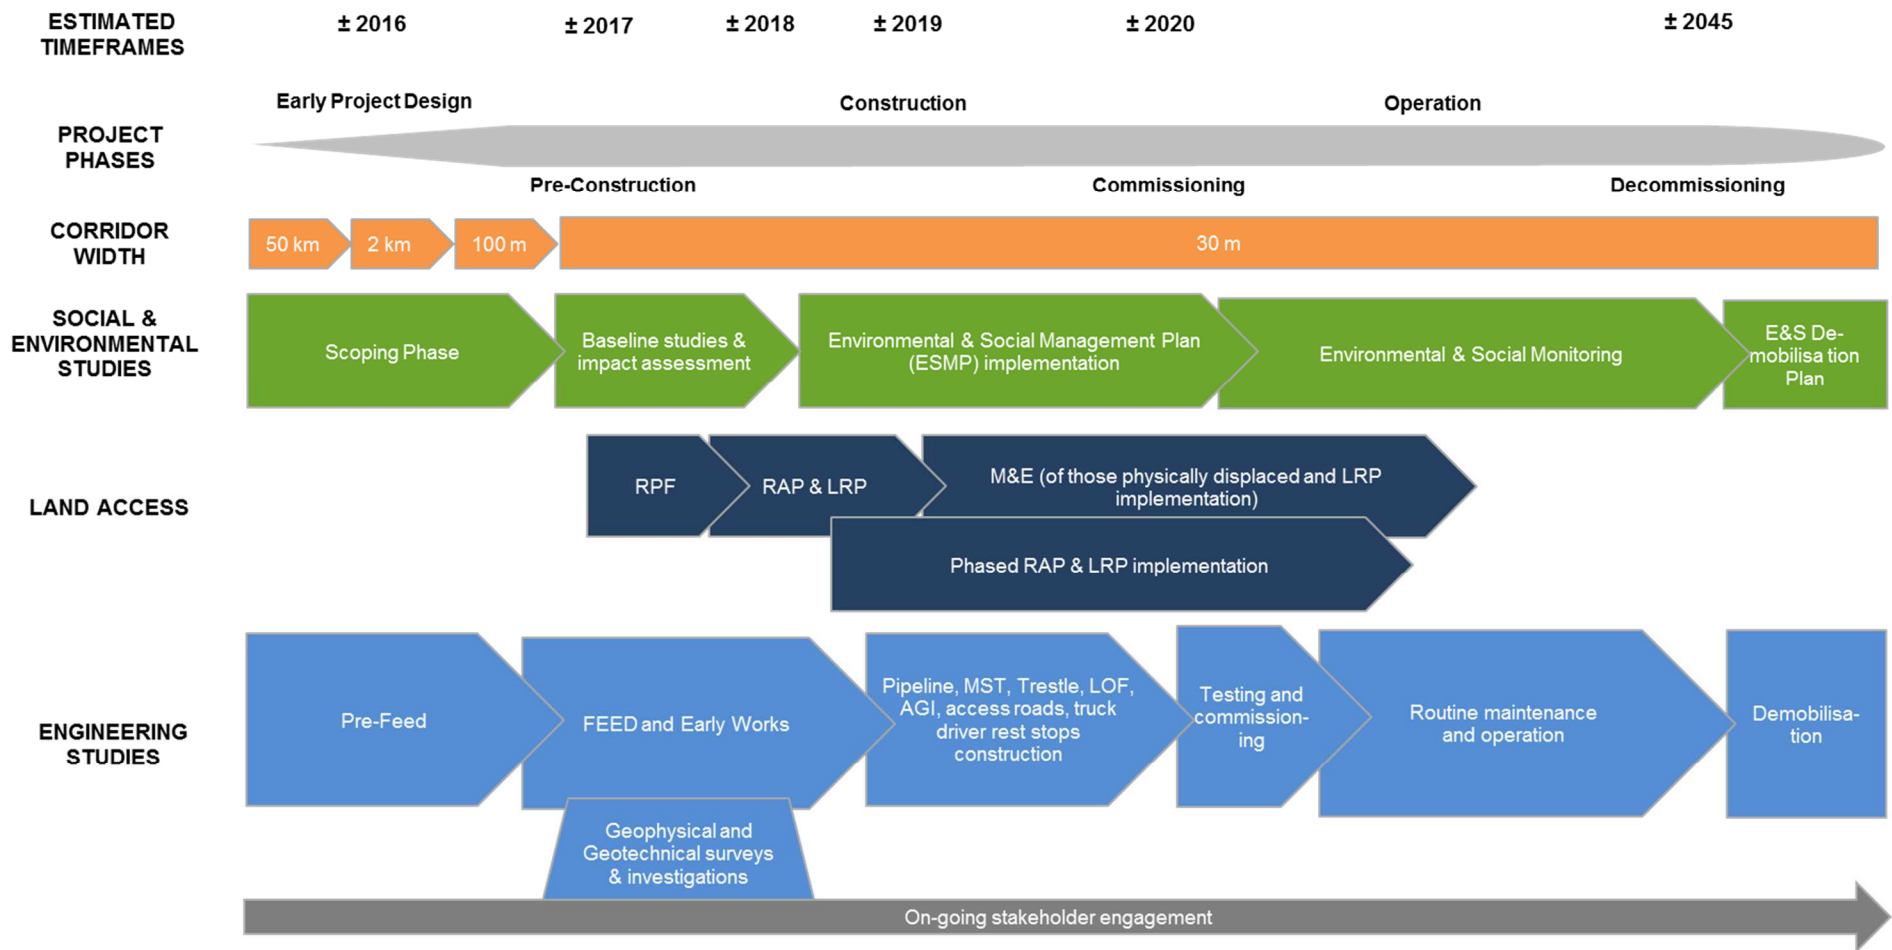 ESTIMATED
TIMEFRAMES
± 2016
± 2017
± 2018
± 2019
± 2020
± 2045
Early Project Design
Construction
Operation
PROJECT
PHASES
Pre-Construction
Commissioning
Decommissioning
CORRIDOR
WIDTH
50 km
2 km
100 m
30 m
SOCIAL &
ENVIRONMENTAL
STUDIES
Scoping Phase
Baseline studies &
impact assessment
Environmental & Social Management Plan
(ESMP) implementation
Environmental & Social Monitoring
E&S De-
mobilisa tion
Plan
LAND ACCESS
RPF
RAP & LRP
M&E (of those physically displaced and LRP
implementation)
Phased RAP & LRP implementation
ENGINEERING
STUDIES
Pre-Feed
FEED and Early Works
Pipeline, MST, Trestle, LOF,
AGI, access roads, truck
driver rest stops
construction
Testing and
commission-
ing
Routine maintenance
and operation
Demobilisa-
tion
Geophysical and
Geotechnical surveys
& investigations
On-going stakeholder engagement